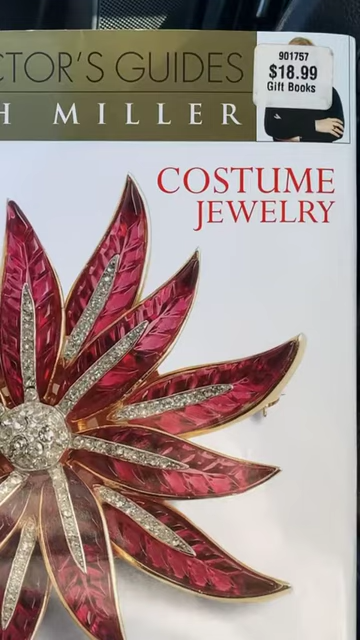 CTOR'S GUIDES
H MILLER
901757
$18.99
Gift Books
COSTUME
JEWELRY